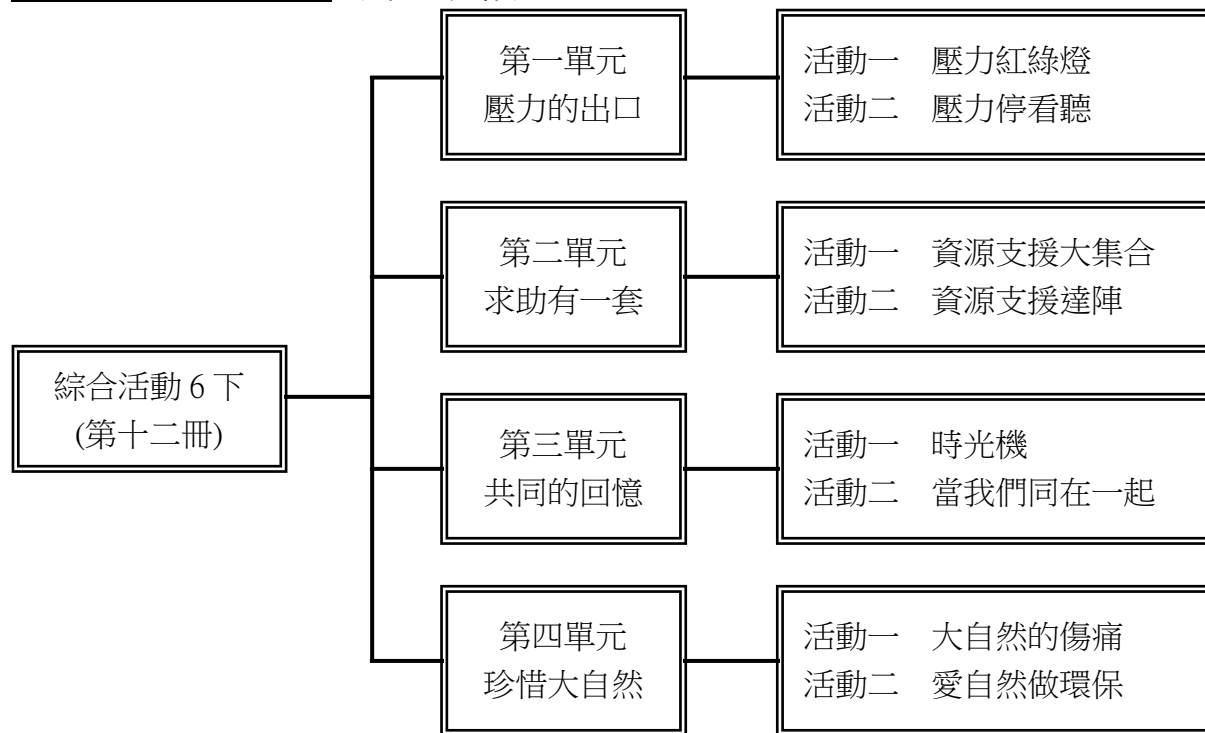 第一單元
壓力的出口
活動一　壓力紅綠燈
活動二　壓力停看聽
第二單元
求助有一套
活動一　資源支援大集合
活動二　資源支援達陣
綜合活動 6 下
(第十二冊)
第三單元
共同的回憶
活動一　時光機
活動二　當我們同在一起
第四單元
珍惜大自然
活動一　大自然的傷痛
活動二　愛自然做環保